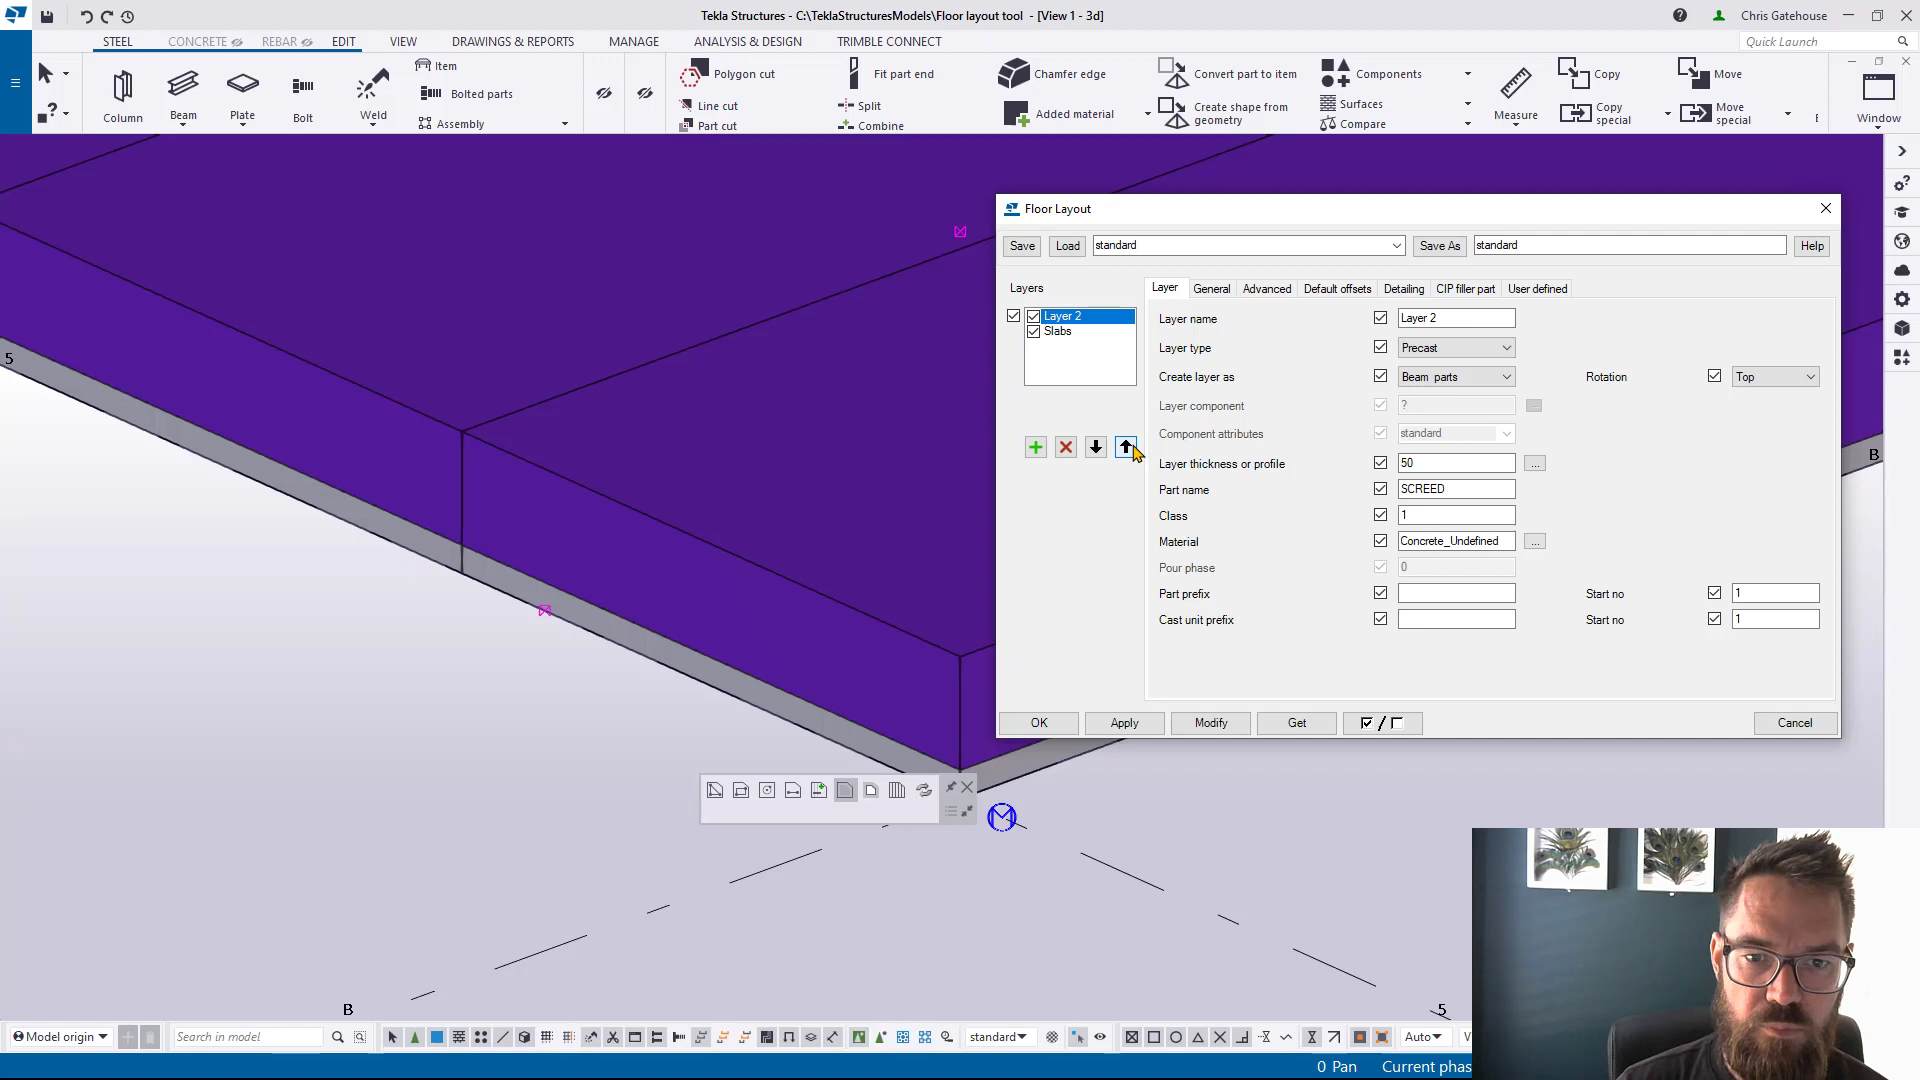 Tekla Structures - C:\TeklaStructuresModels\Floor layout tool - [View 1 - 3d]
Chris Gatehouse
STEEL CONCRETE REBAR EDIT VIEW DRAWINGS & REPORTS MANAGE ANALYSIS & DESIGN TRIMBLE CONNECT
Quick Launch
Column
Beam
Plate
Bolt
Weld
Item
Bolted parts
Assembly
Polygon cut
Line cut
Part cut
Fit part end
Split
Combine
Chamfer edge
Added material
Convert part to item
Create shape from geometry
Components
Surfaces
Compare
Measure
Copy
Copy special
Move
Move special
Window
Floor Layout
Save Load standard Save As standard Help
Layers
Layer 2
Slabs
Layer General Advanced Default offsets Detailing CIP filler part User defined
Layer name Layer 2
Layer type Precast
Create layer as Beam parts Rotation Top
Layer component ?
Component attributes standard
Layer thickness or profile 50 ...
Part name SCREED
Class 1
Material Concrete_Undefined ...
Pour phase 0
Part prefix Start no 1
Cast unit prefix Start no 1
OK Apply Modify Get / Cancel
5
B
B
5
Model origin Search in model standard Auto
0 Pan Current phas